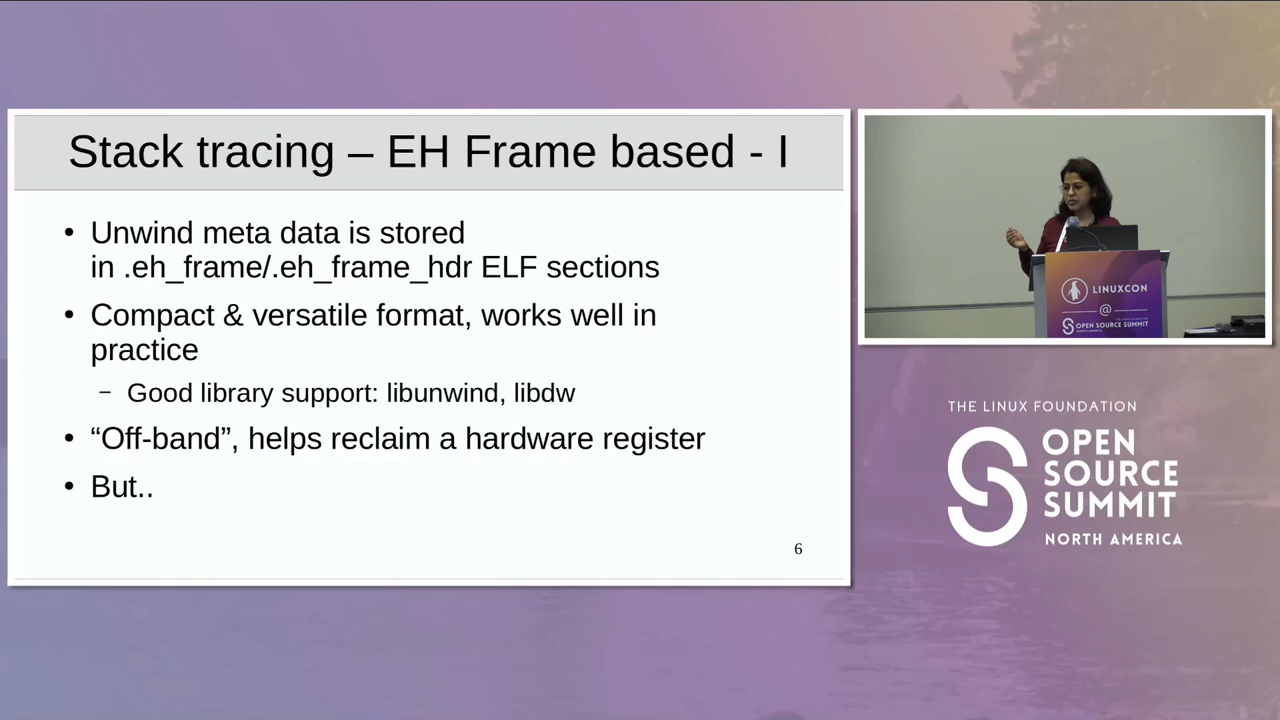 Stack tracing – EH Frame based - I
• Unwind meta data is stored
in .eh_frame/.eh_frame_hdr ELF sections
• Compact & versatile format, works well in
practice
– Good library support: libunwind, libdw
• “Off-band”, helps reclaim a hardware register
• But..
6
LINUXCON
@
OPEN SOURCE SUMMIT
THE LINUX FOUNDATION
OPEN
SOURCE
SUMMIT
NORTH AMERICA